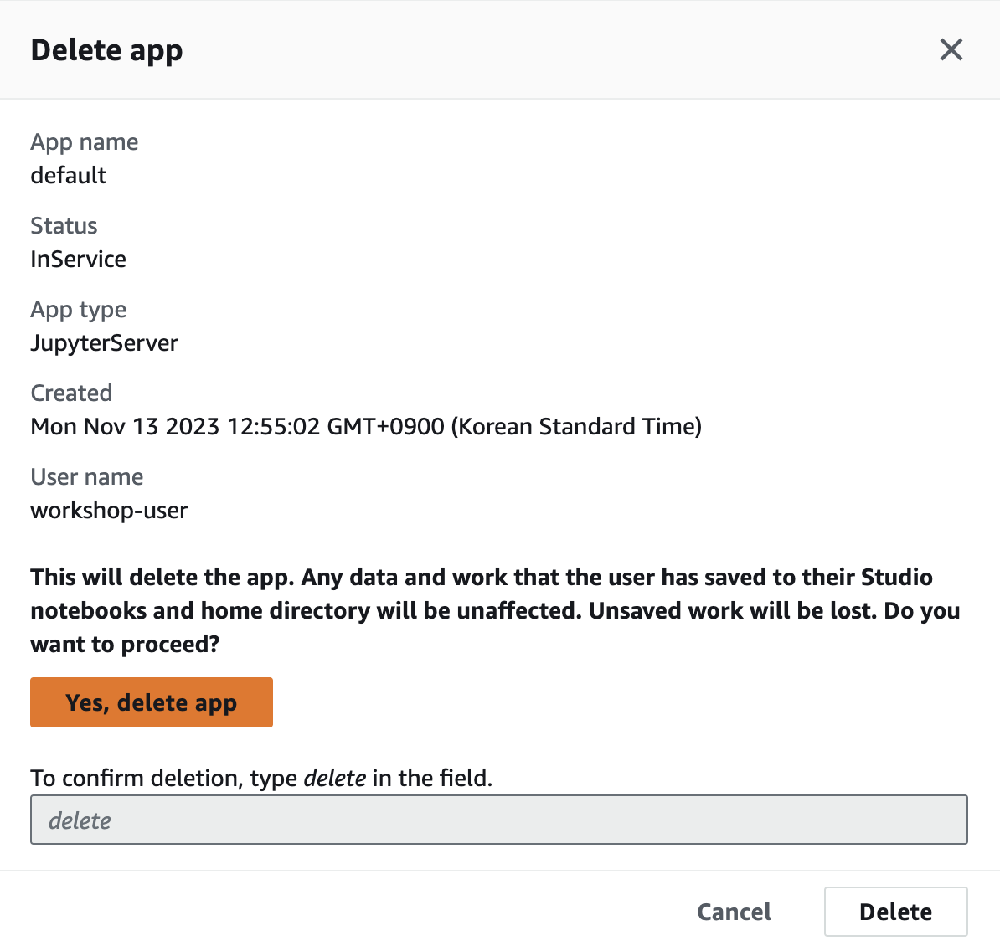 Delete app
App name
default
Status
InService
App type
JupyterServer
Created
Mon Nov 13 2023 12:55:02 GMT+0900 (Korean Standard Time)
User name
workshop-user
This will delete the app. Any data and work that the user has saved to their Studio
notebooks and home directory will be unaffected. Unsaved work will be lost. Do you
want to proceed?
Yes, delete app
To confirm deletion, type delete in the field.
delete
Cancel
Delete